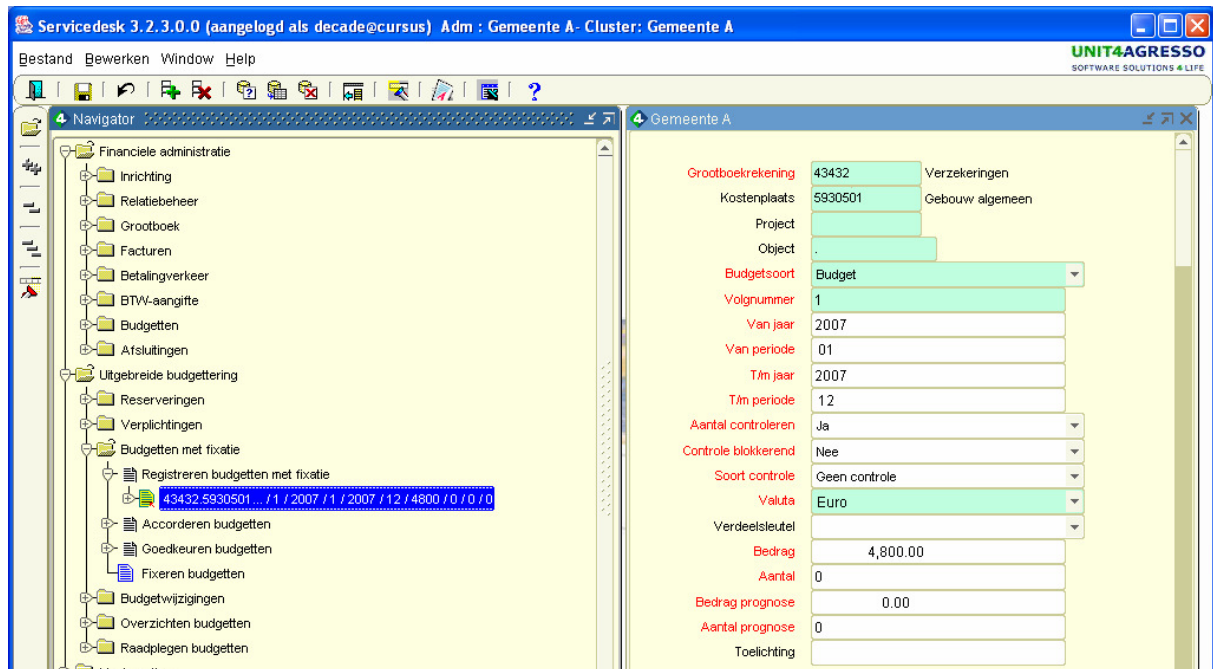 Servicedesk 3.2.3.0.0 (aangelogd als decade@cursus) Adm : Gemeente A- Cluster: Gemeente A
Bestand Bewerken Window Help
UNIT4AGRESSO
SOFTWARE SOLUTIONS 4 LIFE
4 Navigator
Financiele administratie
Inrichting
Relatiebeheer
Grootboek
Facturen
Betalingverkeer
BTW-aangifte
Budgetten
Afsluitingen
Uitgebreide budgettering
Reserveringen
Verplichtingen
Budgetten met fixatie
Registreren budgetten met fixatie
43432.5930501... / 1 / 2007 / 1 / 2007 / 12 / 4800 / 0 / 0 / 0
Accorderen budgetten
Goedkeuren budgetten
Fixeren budgetten
Budgetwijzigingen
Overzichten budgetten
Raadplegen budgetten
4 Gemeente A
Grootboekrekening 43432 Verzekeringen
Kostenplaats 5930501 Gebouw algemeen
Project
Object .
Budgetsoort Budget
Volgnummer 1
Van jaar 2007
Van periode 01
T/m jaar 2007
T/m periode 12
Aantal controleren Ja
Controle blokkerend Nee
Soort controle Geen controle
Valuta Euro
Verdeelsleutel
Bedrag 4,800.00
Aantal 0
Bedrag prognose 0.00
Aantal prognose 0
Toelichting